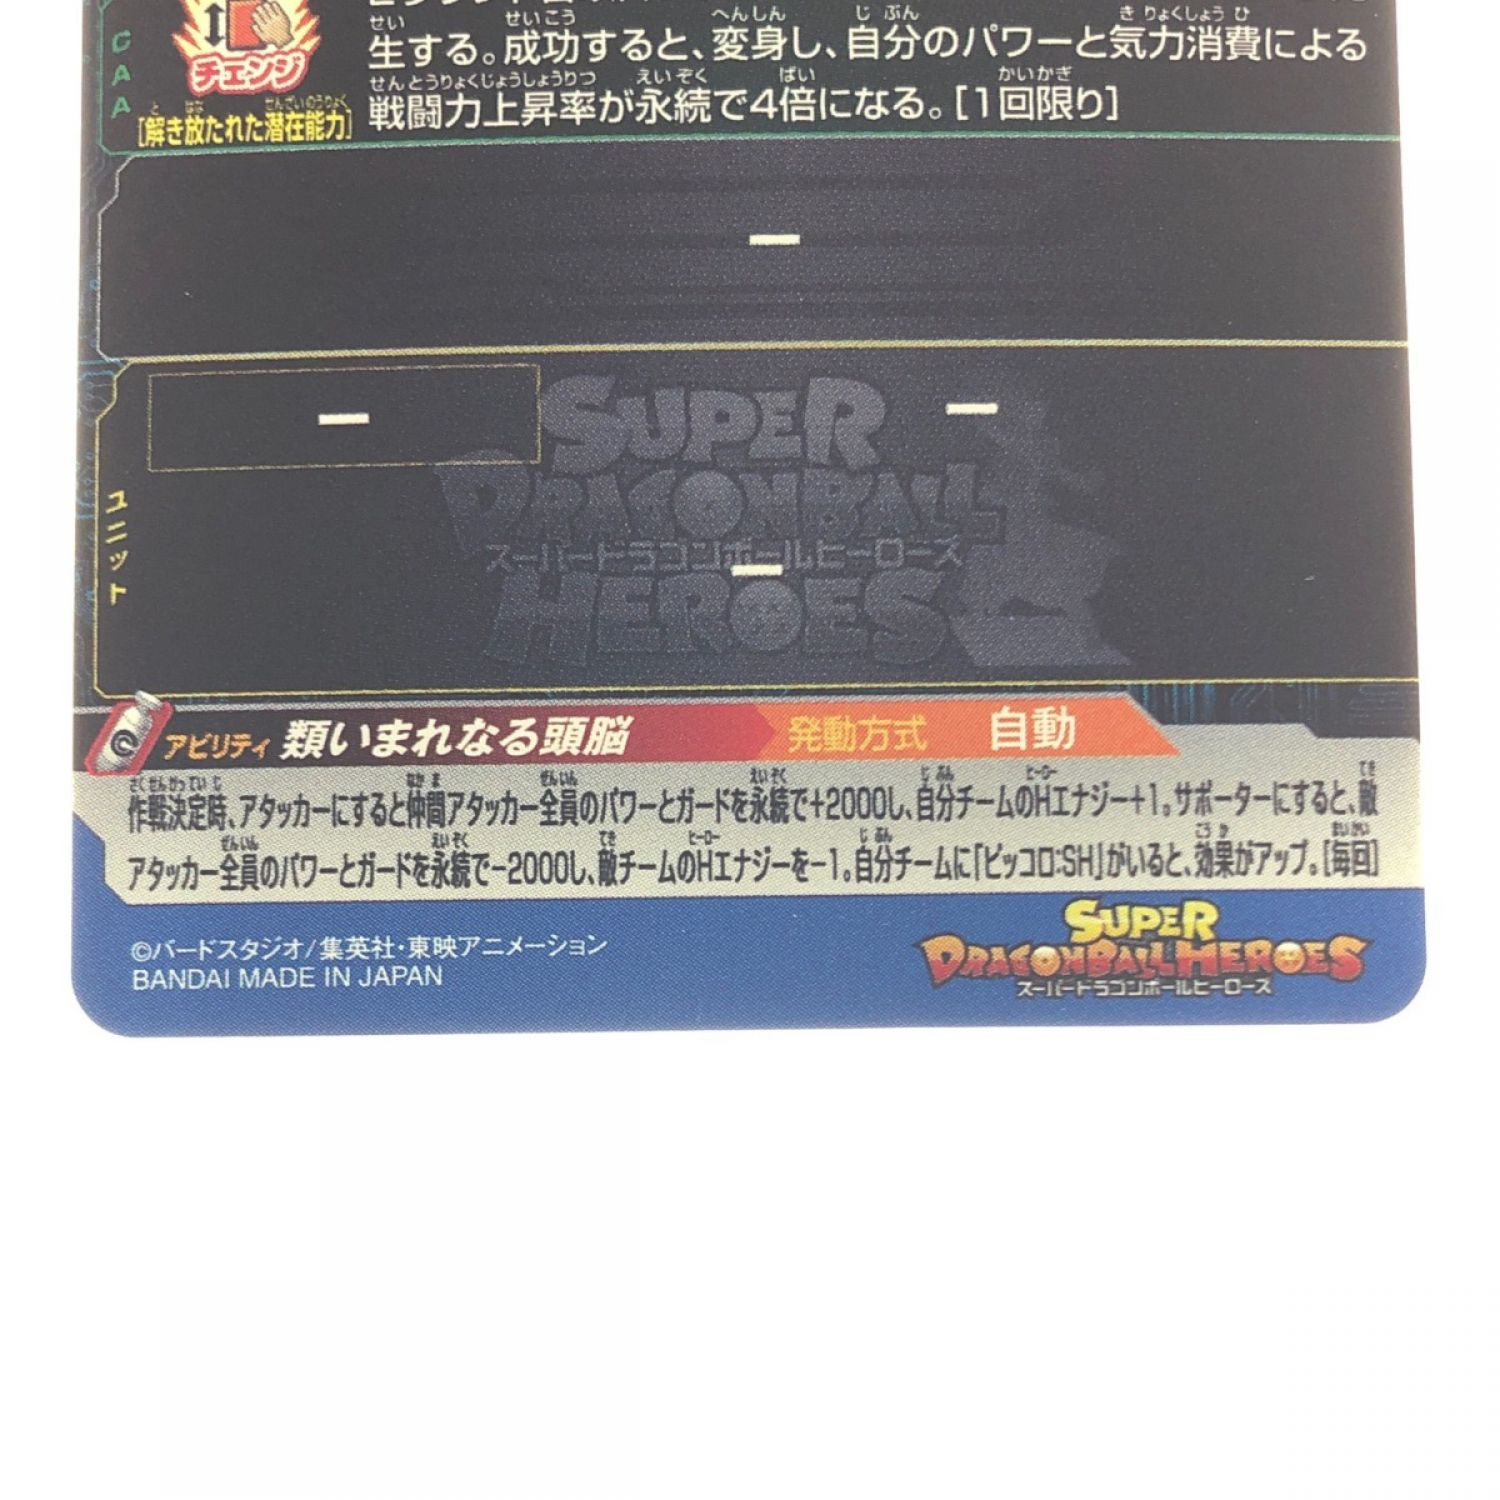 CAA
チェンジ
[解き放たれた潜在能力]
生する。成功すると、変身し、自分のパワーと気力消費による
戦闘力上昇率が永続で4倍になる。[1回限り]
ー
ー
ー
ユニット
SUPER
DRAGONBALL
スーパードラゴンボールヒーローズ
ー
HEROES
アビリティ 類いまれなる頭脳 発動方式 自動
作戦決定時、アタッカーにすると仲間アタッカー全員のパワーとガードを永続で+2000し、自分チームのHエナジー+1。サポーターにすると、敵
アタッカー全員のパワーとガードを永続で-2000し、敵チームのHエナジーを-1。自分チームに「ピッコロ:SH」がいると、効果がアップ。[毎回]
©バードスタジオ/集英社・東映アニメーション
BANDAI MADE IN JAPAN
SUPER
DRAGONBALL HEROES
スーパードラゴンボールヒーローズ